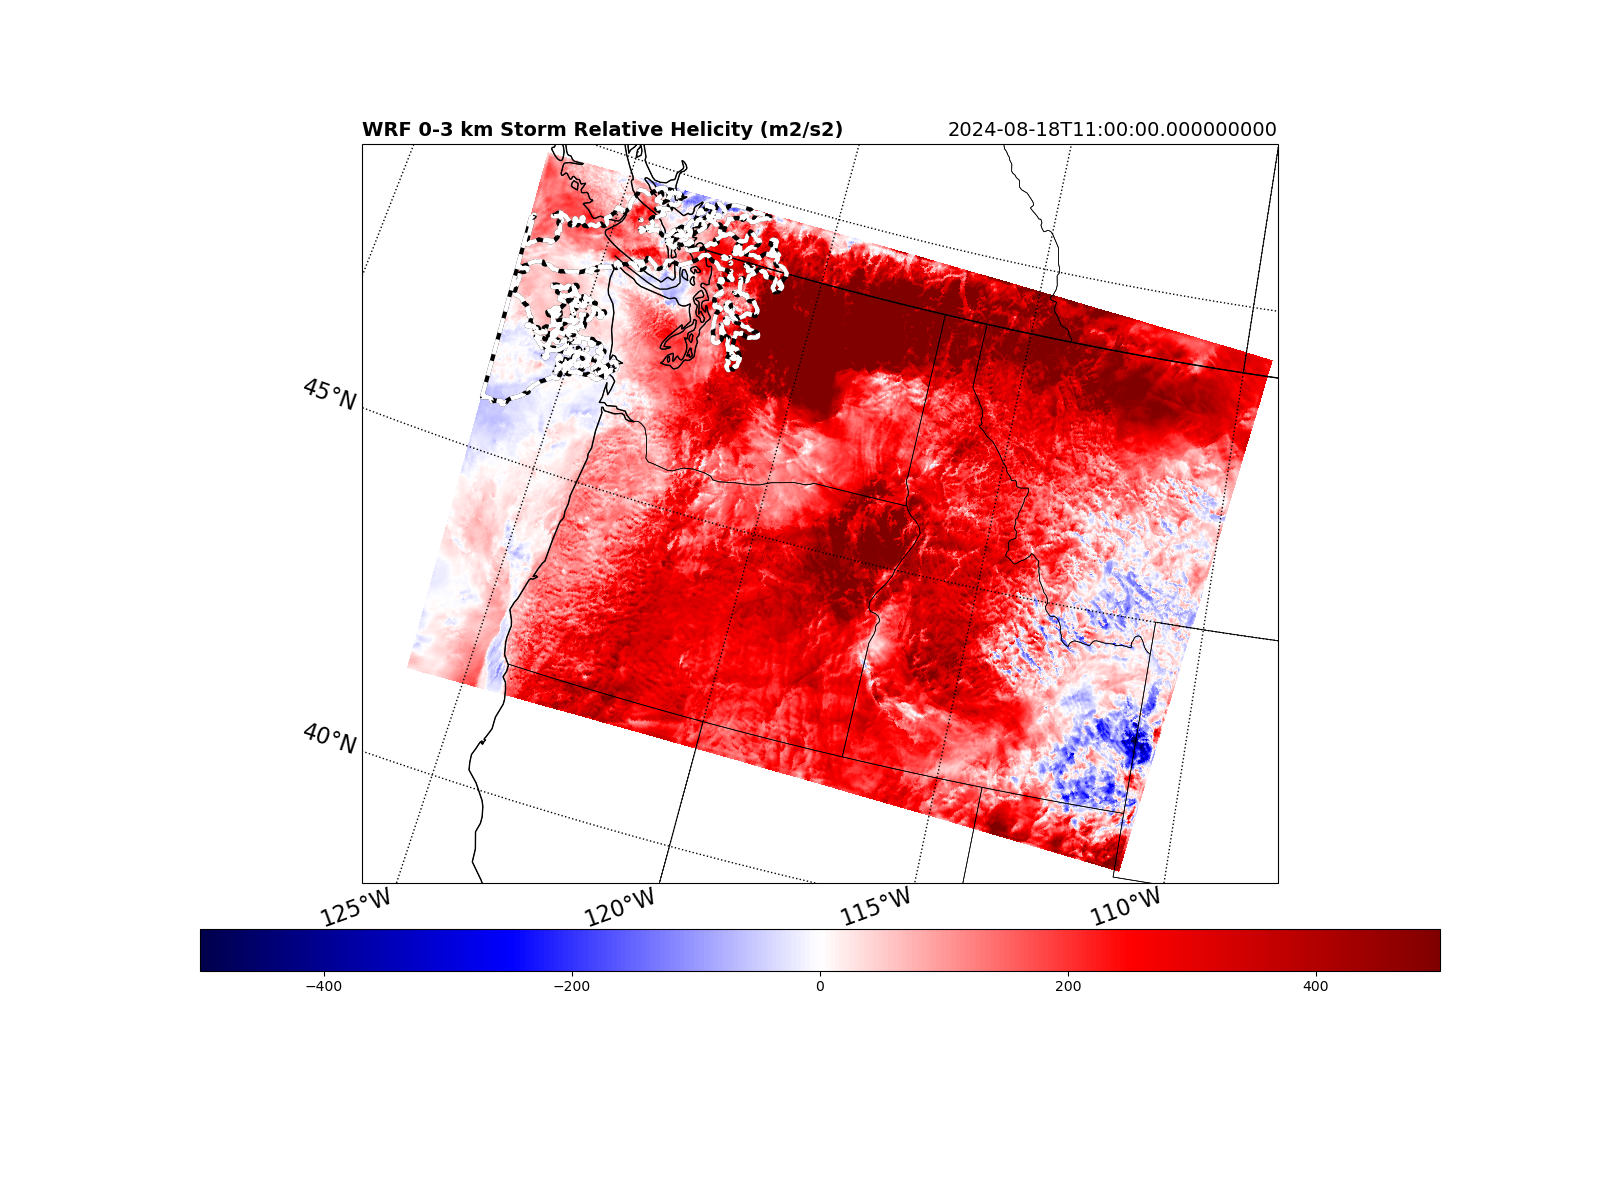 WRF 0-3 km Storm Relative Helicity (m2/s2) 2024-08-18T11:00:00.000000000
45°N
40°N
125°W 120°W 115°W 110°W
−400 −200 0 200 400